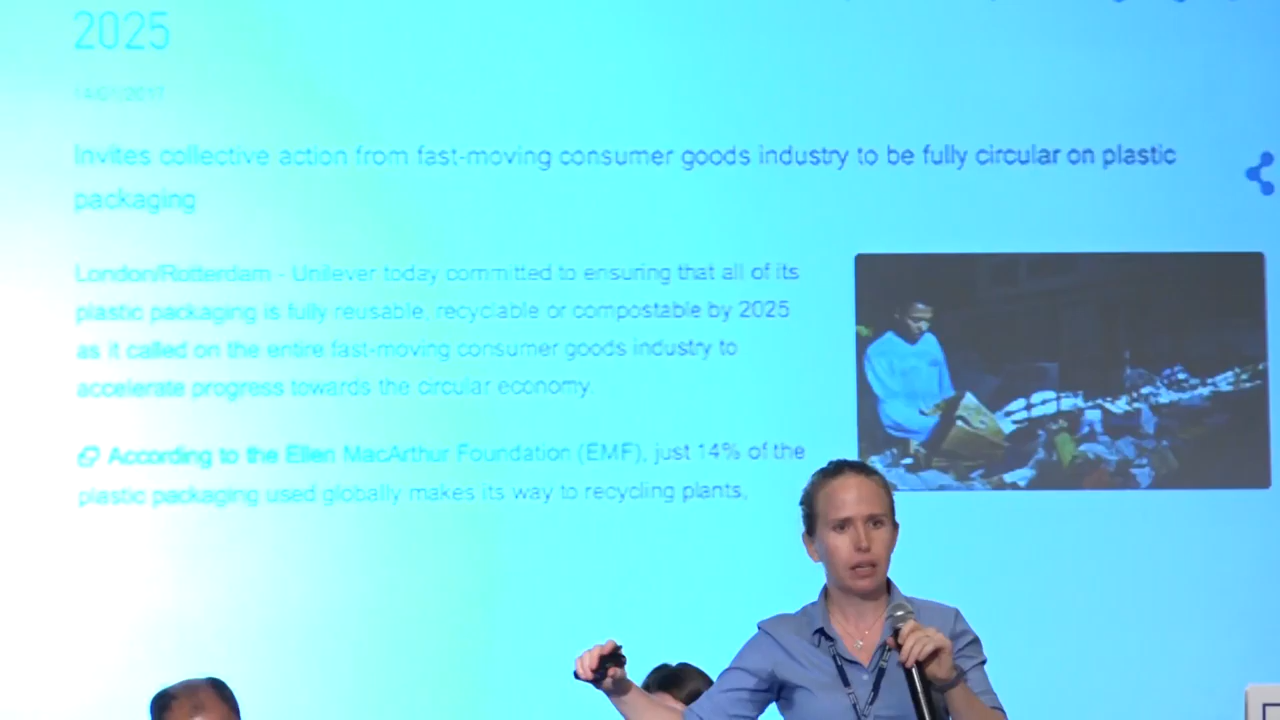 2025
14/01/2017
Invites collective action from fast-moving consumer goods industry to be fully circular on plastic
packaging
London/Rotterdam - Unilever today committed to ensuring that all of its
plastic packaging is fully reusable, recyclable or compostable by 2025
as it called on the entire fast-moving consumer goods industry to
accelerate progress towards the circular economy.
According to the Ellen MacArthur Foundation (EMF), just 14% of the
plastic packaging used globally makes its way to recycling plants,